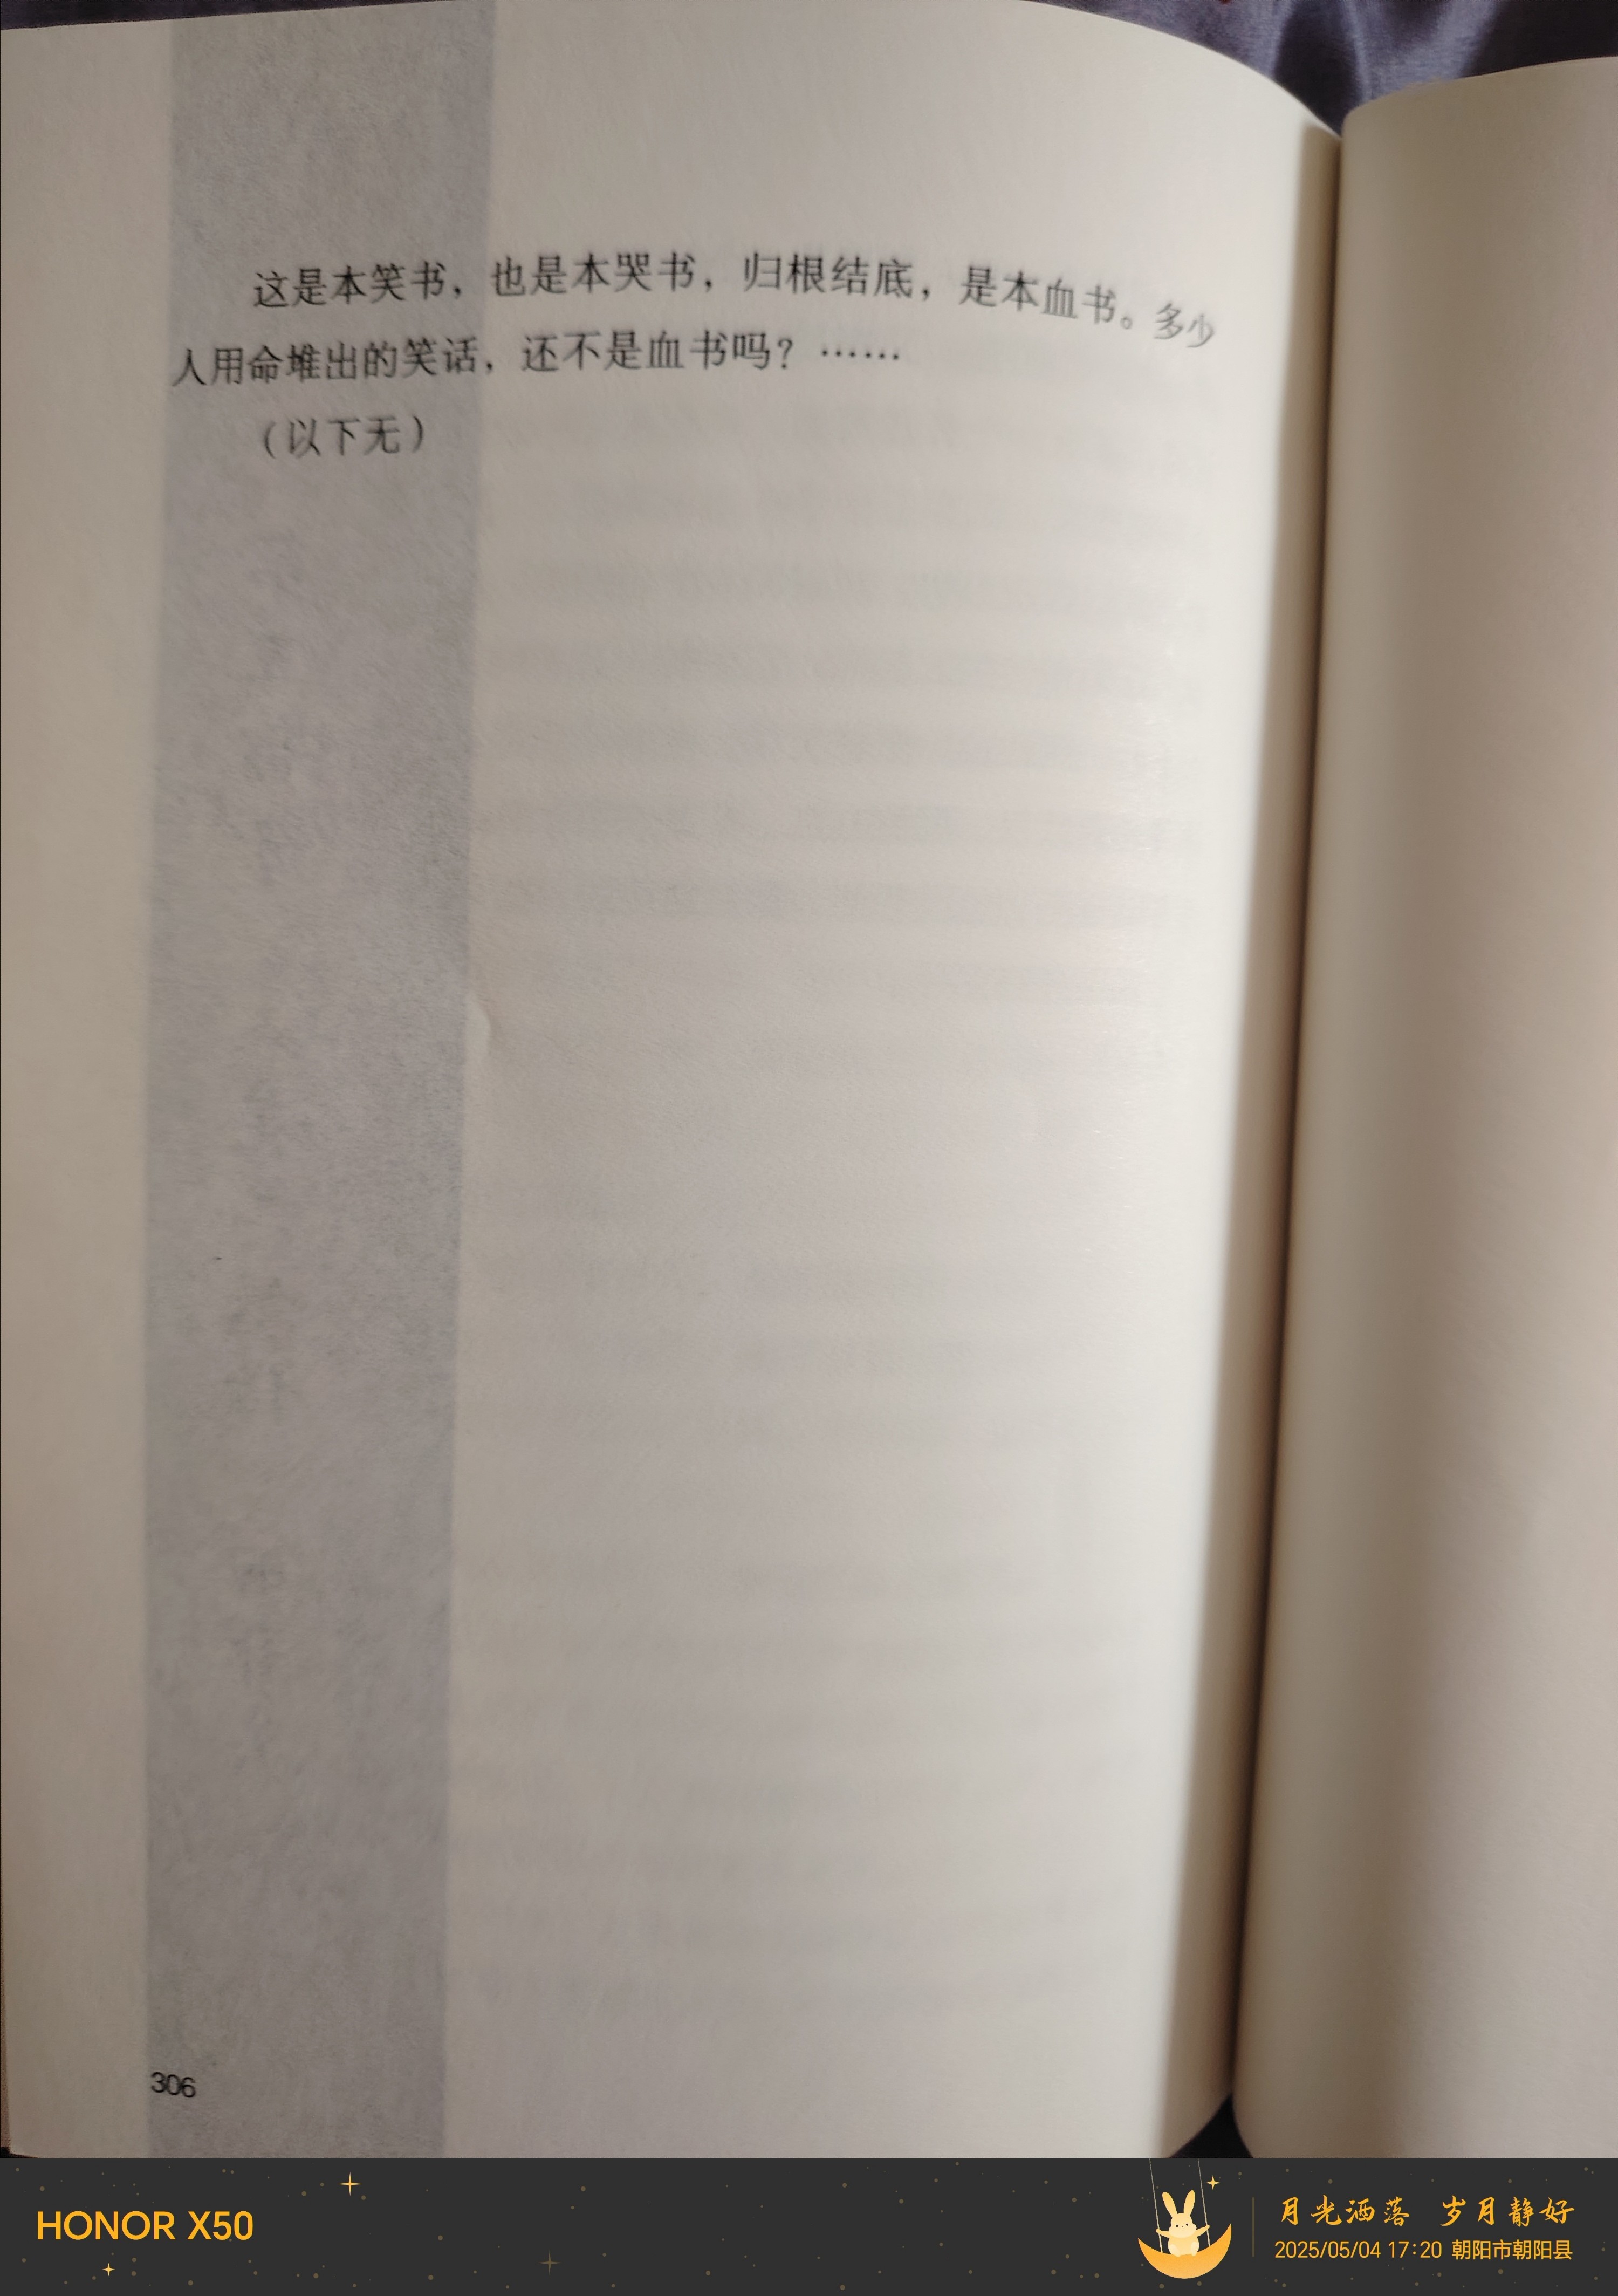 这是本笑书，也是本哭书，归根结底，是本血书。多少
人用命堆出的笑话，还不是血书吗？……
（以下无）
306
HONOR X50
月光洒落 岁月静好
2025/05/04 17:20 朝阳市朝阳县